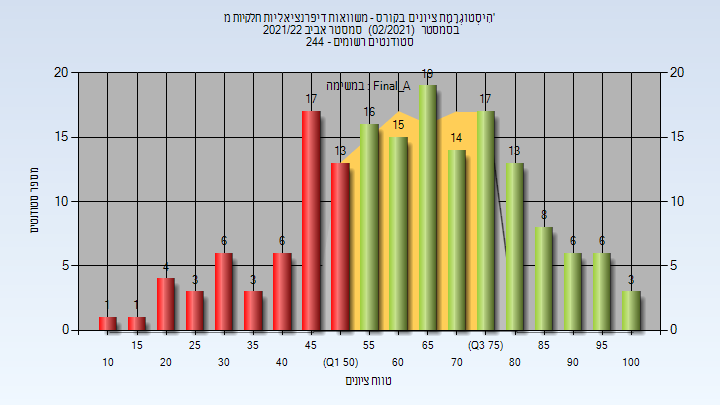 הִיסְטוֹגְרַמַת ציונים בקורס - משוואות דיפרנציאליות חלקיות מ'
בסמסטר (02/2021) סמסטר אביב 2021/22
סטודנטים רשומים - 244
במשימה : Final_A
20 20
15 15
10 10
5 5
0 0
1 1 4 3 6 3 6 17 13 16 15 19 14 17 13 8 6 6 3
15 25 35 45 55 65 (Q3 75) 85 95
10 20 30 40 (Q1 50) 60 70 80 90 100
מספר סטודנטים
טווח ציונים